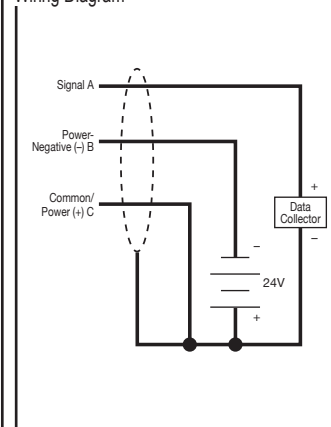 Wiring Diagram
Signal A
Power-
Negative (–) B
Common/
Power (+) C
+
Data
Collector
–
–
24V
+